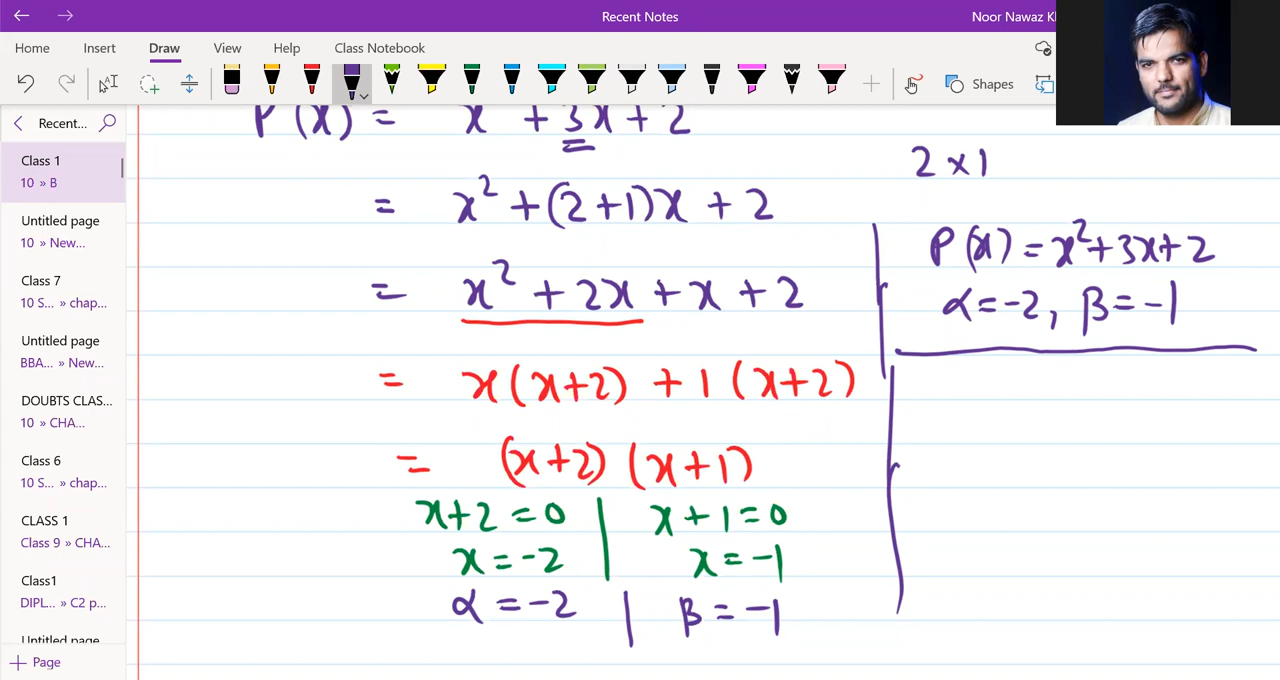 Recent Notes
Noor Nawaz Kh
Home Insert Draw View Help Class Notebook
Shapes
Recent...
Class 1
10 » B
Untitled page
10 » New...
Class 7
10 S... » chap...
Untitled page
BBA... » New...
DOUBTS CLAS...
10 » CHA...
Class 6
10 S... » chap...
CLASS 1
Class 9 » CHA...
Class1
DIPL... » C2 p...
Untitled page
+ Page
P(x) = x + 3x + 2
= x² + (2+1)x + 2
= x² + 2x + x + 2
= x(x+2) + 1(x+2)
= (x+2) (x+1)
x+2=0 | x+1=0
x=-2 x=-1
α=-2 | β=-1
2×1
P(x)=x²+3x+2
α=-2, β=-1